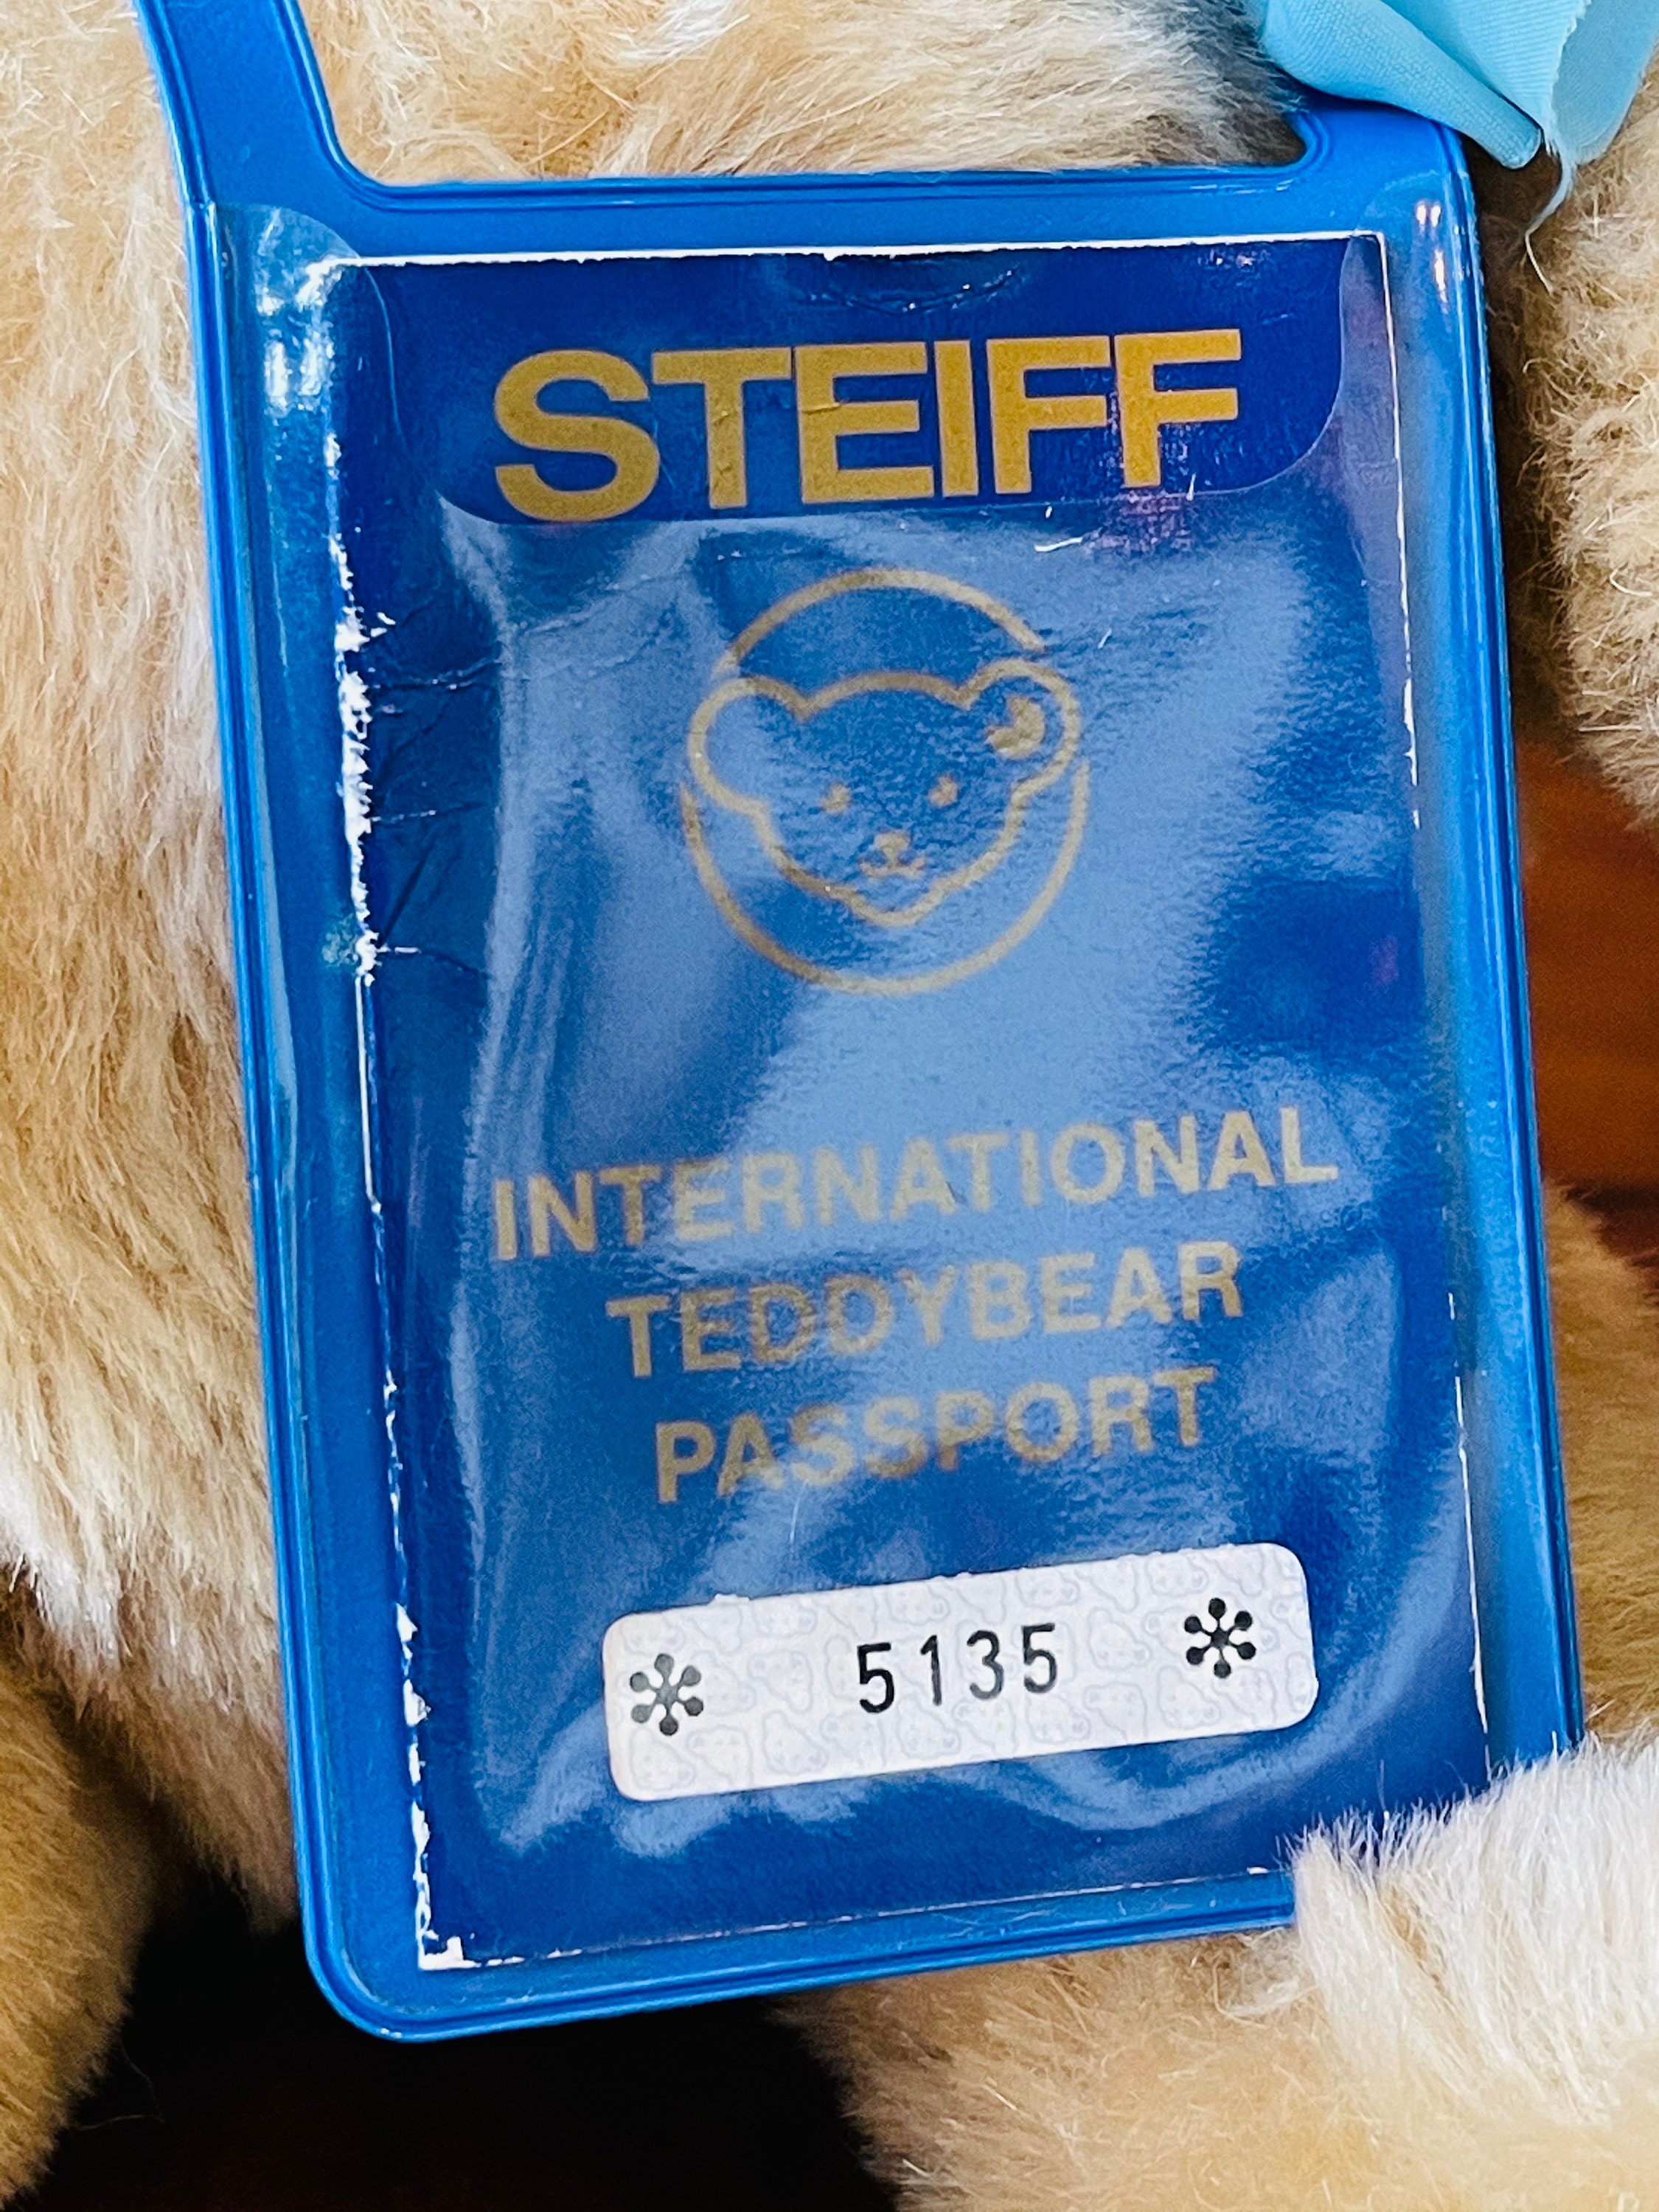 STEIFF
INTERNATIONAL
TEDDYBEAR
PASSPORT
* 5135 *